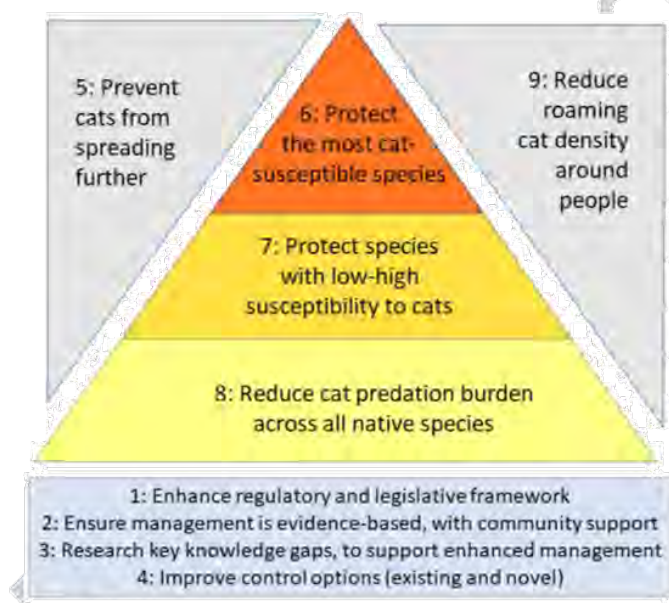 5: Prevent
cats from
spreading
further
6: Protect
the most cat-
susceptible species
9: Reduce
roaming
cat density
around
people
7: Protect species
with low-high
susceptibility to cats
8: Reduce cat predation burden
across all native species
1: Enhance regulatory and legislative framework
2: Ensure management is evidence-based, with community support
3: Research key knowledge gaps, to support enhanced management
4: Improve control options (existing and novel)